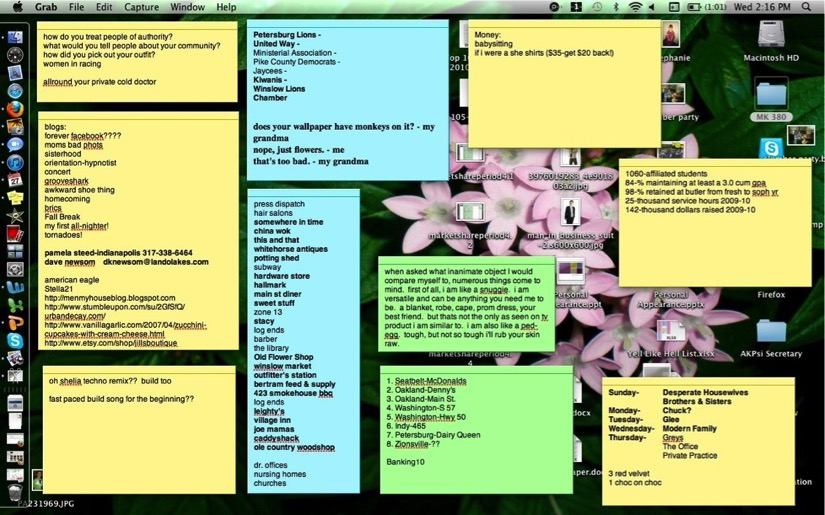 Grab File Edit Capture Window Help
(1:01) Wed 2:16 PM
how do you treat people of authority?
what would you tell people about your community?
how did you pick out your outfit?
women in racing
allround your private cold doctor
Petersburg Lions -
United Way -
Ministerial Association -
Pike County Democrats -
Jaycees -
Kiwanis -
Winslow Lions
Chamber
does your wallpaper have monkeys on it? - my
grandma
nope, just flowers. - me
that's too bad. - my grandma
Money:
babysitting
if i were a she shirts ($35-get $20 back!)
Macintosh HD
MK 380
blogs:
forever facebook????
moms bad phots
sisterhood
orientation-hypnotist
concert
grooveshark
awkward shoe thing
homecoming
brics
Fall Break
my first all-nighter!
tornadoes!
pamela steed-indianapolis 317-338-6464
dave newsom dknewsom@landolakes.com
american eagle
Stella21
http://menmyhouseblog.blogspot.com
http://www.stumbleupon.com/su/2GfSfQ/
urbandecay.com/
http://www.vanillagarlic.com/2007/04/zucchini-
cupcakes-with-cream-cheese.html
http://www.etsy.com/shop/jillsboutique
press dispatch
hair salons
somewhere in time
china wok
this and that
whitehorse antiques
potting shed
subway
hardware store
hallmark
main st diner
sweet stuff
zone 13
stacy
log ends
barber
the library
Old Flower Shop
winslow market
outfitter's station
bertram feed & supply
423 smokehouse bbq
log ends
leighty's
village inn
joe mamas
caddyshack
ole country woodshop
dr. offices
nursing homes
churches
1060-affiliated students
84-% maintaining at least a 3.0 cum gpa
98-% retained at butler from fresh to soph yr
25-thousand service hours 2009-10
142-thousand dollars raised 2009-10
when asked what inanimate object I would
compare myself to, numerous things come to
mind. first of all, i am like a snuggie. i am
versatile and can be anything you need me to
be. a blanket, robe, cape, prom dress, your
best friend. but thats not the only as seen on tv
product i am similar to. i am also like a ped-
egg. tough, but not so tough i'll rub your skin
raw.
Firefox
Yell Like Hell List.xlsx
AKPsi Secretary
oh shelia techno remix?? build too
fast paced build song for the beginning??
1. Seatbelt-McDonalds
2. Oakland-Denny's
3. Oakland-Main St.
4. Washington-S 57
5. Washington-Hwy 50
6. Indy-465
7. Petersburg-Dairy Queen
8. Zionsville-??
Banking10
Sunday- Desperate Housewives
Brothers & Sisters
Monday- Chuck?
Tuesday- Glee
Wednesday- Modern Family
Thursday- Greys
The Office
Private Practice
3 red velvet
1 choc on choc